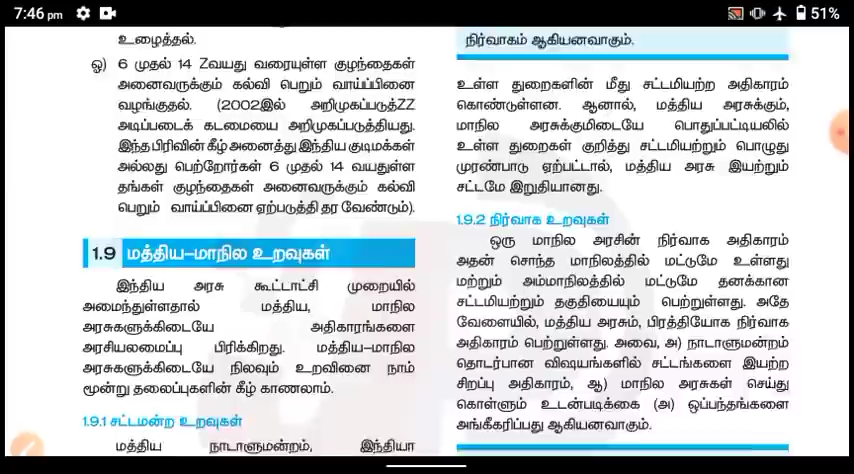 7:46 pm
51%
உழைத்தல்.
ஓ) 6 முதல் 14 Zவயது வரையுள்ள குழந்தைகள்
அனைவருக்கும் கல்வி பெறும் வாய்ப்பினை
வழங்குதல். (2002இல் அறிமுகப்படுத்ZZ
அடிப்படைக் கடமையை அறிமுகப்படுத்தியது.
இந்தபிரிவின் கீழ் அனைத்து இந்திய குடிமக்கள்
அல்லது பெற்றோர்கள் 6 முதல் 14 வயதுள்ள
தங்கள் குழந்தைகள் அனைவருக்கும் கல்வி
பெறும் வாய்ப்பினை ஏற்படுத்தி தர வேண்டும்).
1.9 மத்திய–மாநில உறவுகள்
இந்திய அரசு கூட்டாட்சி முறையில்
அமைந்துள்ளதால் மத்திய, மாநில
அரசுகளுக்கிடையே அதிகாரங்களை
அரசியலமைப்பு பிரிக்கிறது. மத்திய–மாநில
அரசுகளுக்கிடையே நிலவும் உறவினை நாம்
மூன்று தலைப்புகளின் கீழ் காணலாம்.
1.9.1 சட்டமன்ற உறவுகள்
மத்திய நாடாளுமன்றம், இந்தியா
நிர்வாகம் ஆகியனவாகும்.
உள்ள துறைகளின் மீது சட்டமியற்ற அதிகாரம்
கொண்டுள்ளன. ஆனால், மத்திய அரசுக்கும்,
மாநில அரசுக்குமிடையே பொதுப்பட்டியலில்
உள்ள துறைகள் குறித்து சட்டமியற்றும் பொழுது
முரண்பாடு ஏற்பட்டால், மத்திய அரசு இயற்றும்
சட்டமே இறுதியானது.
1.9.2 நிர்வாக உறவுகள்
ஒரு மாநில அரசின் நிர்வாக அதிகாரம்
அதன் சொந்த மாநிலத்தில் மட்டுமே உள்ளது
மற்றும் அம்மாநிலத்தில் மட்டுமே தனக்கான
சட்டமியற்றும் தகுதியையும் பெற்றுள்ளது. அதே
வேளையில், மத்திய அரசும், பிரத்தியோக நிர்வாக
அதிகாரம் பெற்றுள்ளது. அவை, அ) நாடாளுமன்றம்
தொடர்பான விஷயங்களில் சட்டங்களை இயற்ற
சிறப்பு அதிகாரம், ஆ) மாநில அரசுகள் செய்து
கொள்ளும் உடன்படிக்கை (அ) ஒப்பந்தங்களை
அங்கீகரிப்பது ஆகியனவாகும்.